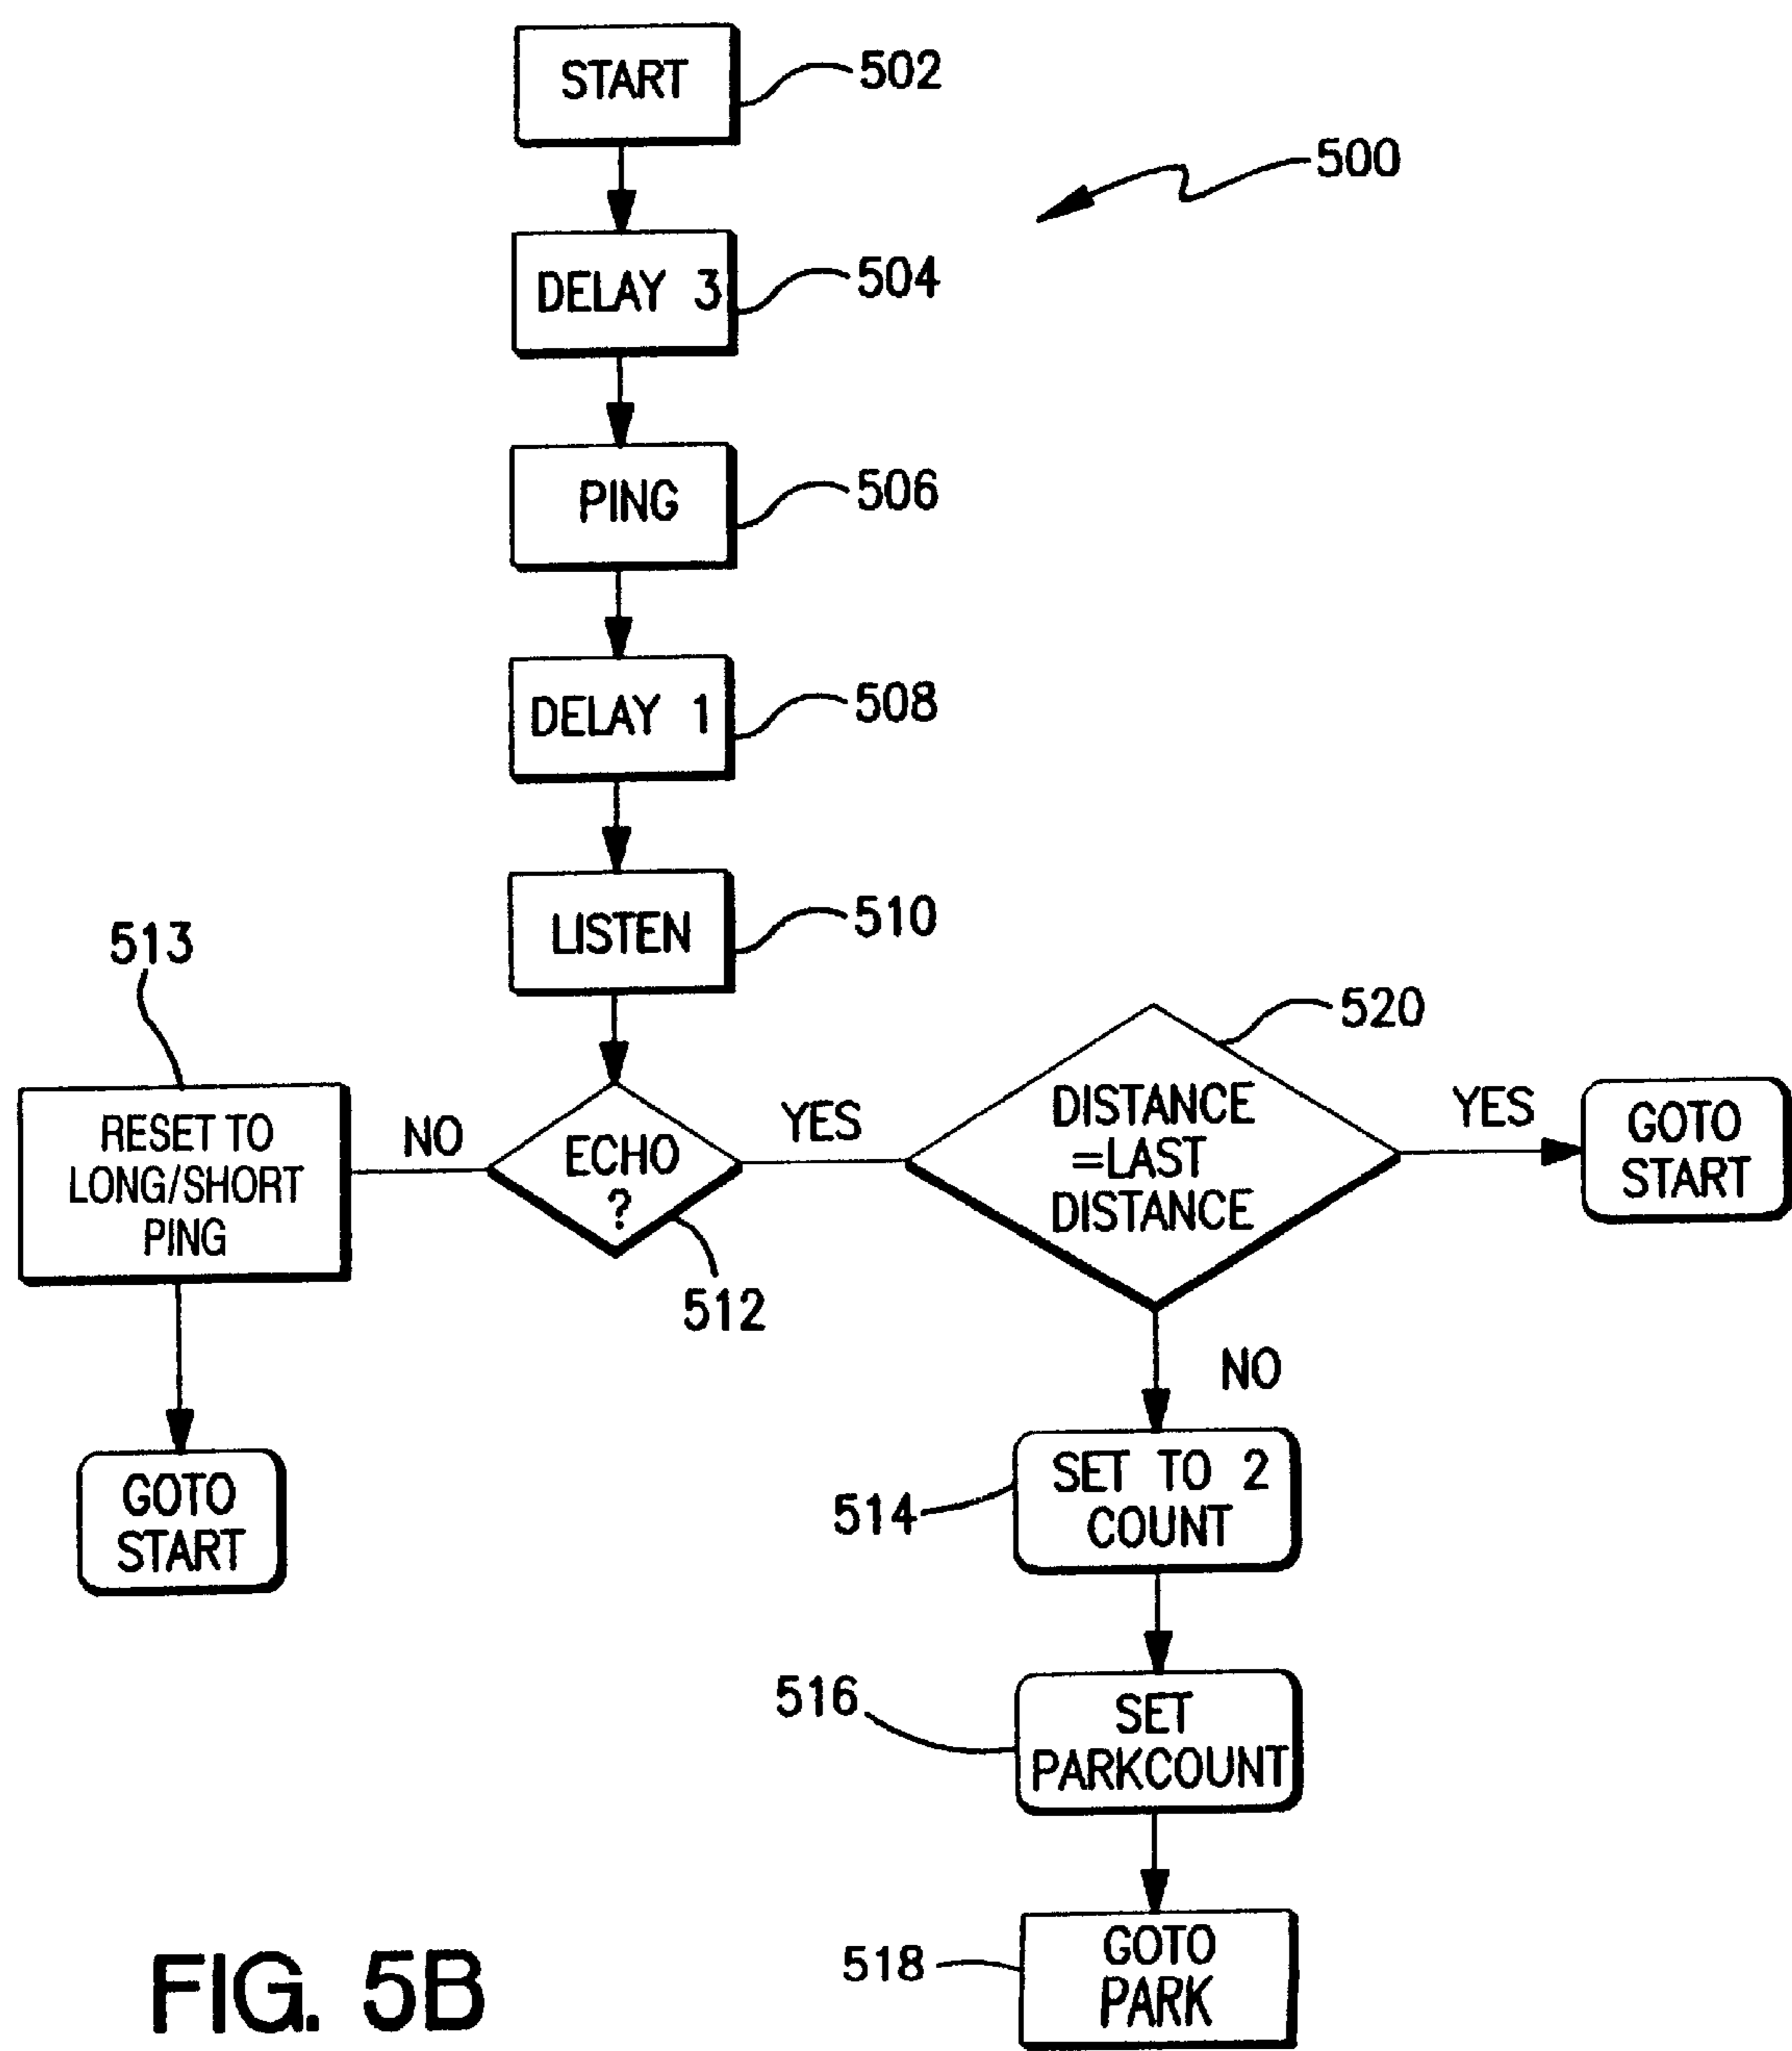 START
502
500
DELAY 3
504
PING
506
DELAY 1
508
LISTEN
510
513
520
RESET TO
LONG/SHORT
PING
NO
ECHO
?
512
YES
DISTANCE
=LAST
DISTANCE
YES
GOTO
START
NO
GOTO
START
SET TO 2
COUNT
514
SET
PARKCOUNT
516
GOTO
PARK
518
FIG. 5B